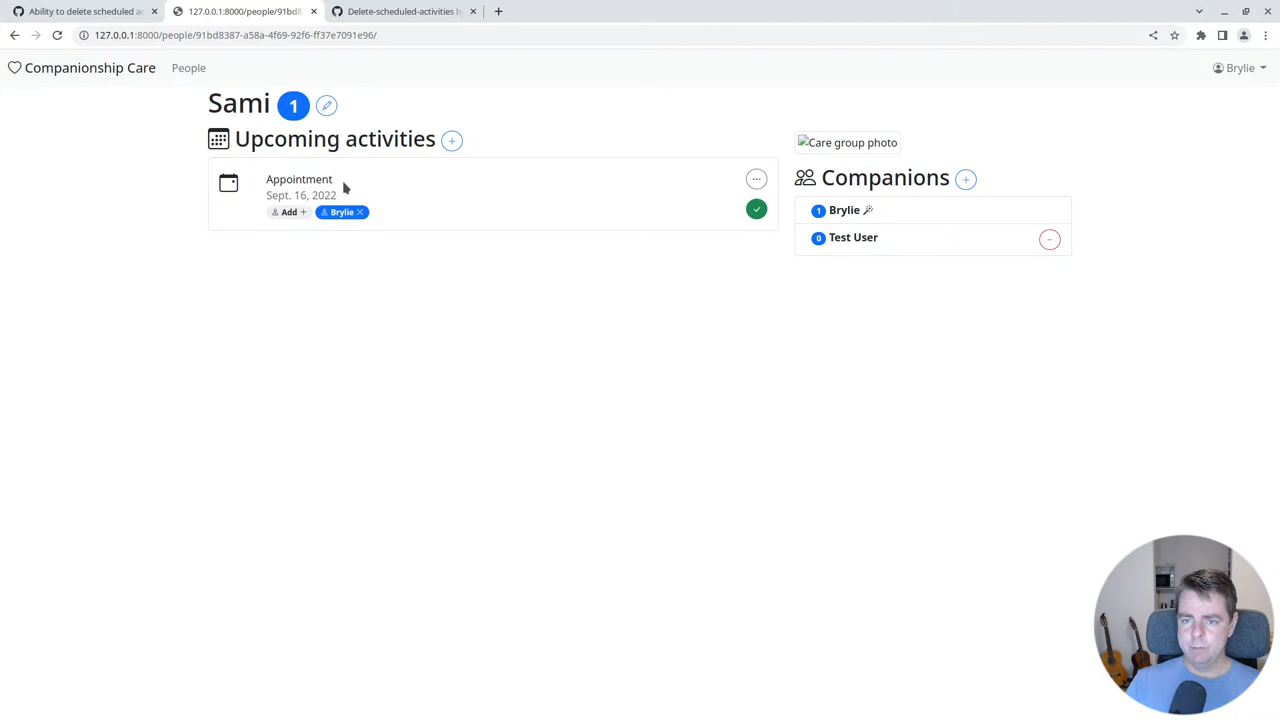 Ability to delete scheduled a
127.0.0.1:8000/people/91bd8
Delete-scheduled-activities b
127.0.0.1:8000/people/91bd8387-a58a-4f69-92f6-ff37e7091e96/
Companionship Care
People
Brylie
Sami 1
Upcoming activities
Appointment
Sept. 16, 2022
Add
Brylie
Care group photo
Companions
1 Brylie
0 Test User